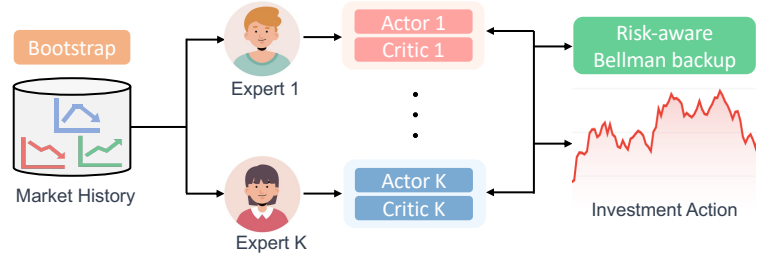 Bootstrap
Market History
Expert 1
Expert K
Actor 1
Critic 1
Actor K
Critic K
Risk-aware
Bellman backup
Investment Action